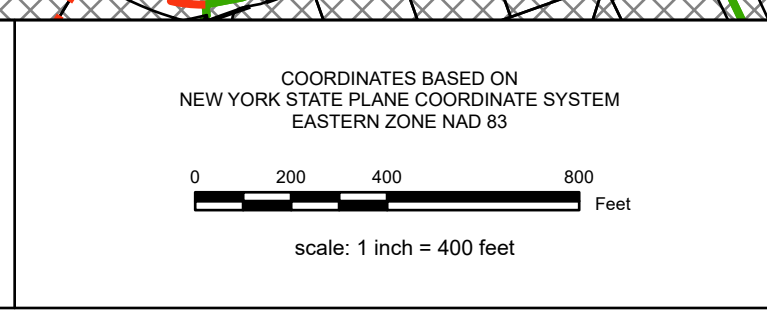 COORDINATES BASED ON
NEW YORK STATE PLANE COORDINATE SYSTEM
EASTERN ZONE NAD 83
0 200 400 800
Feet
scale: 1 inch = 400 feet